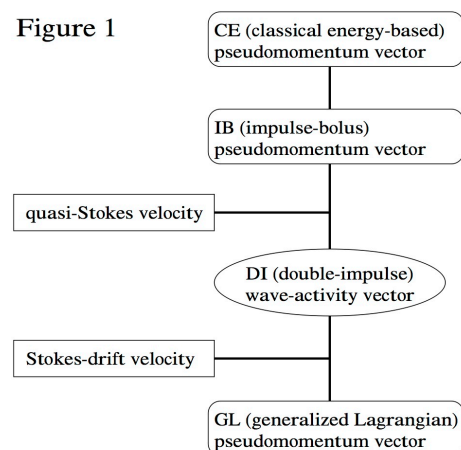 Figure 1
CE (classical energy-based)
pseudomomentum vector
IB (impulse-bolus)
pseudomomentum vector
quasi-Stokes velocity
DI (double-impulse)
wave-activity vector
Stokes-drift velocity
GL (generalized Lagrangian)
pseudomomentum vector